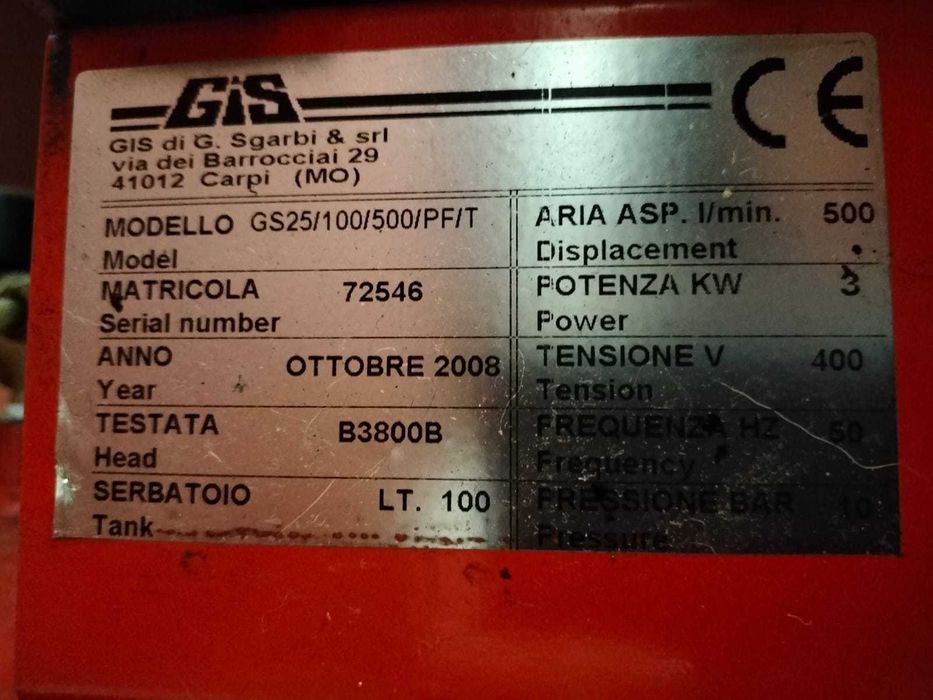 GiS
CE
GIS di G. Sgarbi & srl
via dei Barrocciai 29
41012 Carpi (MO)
MODELLO GS25/100/500/PF/T
Model
MATRICOLA 72546
Serial number
ANNO OTTOBRE 2008
Year
TESTATA B3800B
Head
SERBATOIO LT. 100
Tank
ARIA ASP. l/min. 500
Displacement
POTENZA KW 3
Power
TENSIONE V 400
Tension
FREQUENZA HZ 50
Frequency
PRESSIONE BAR 10
Pressure